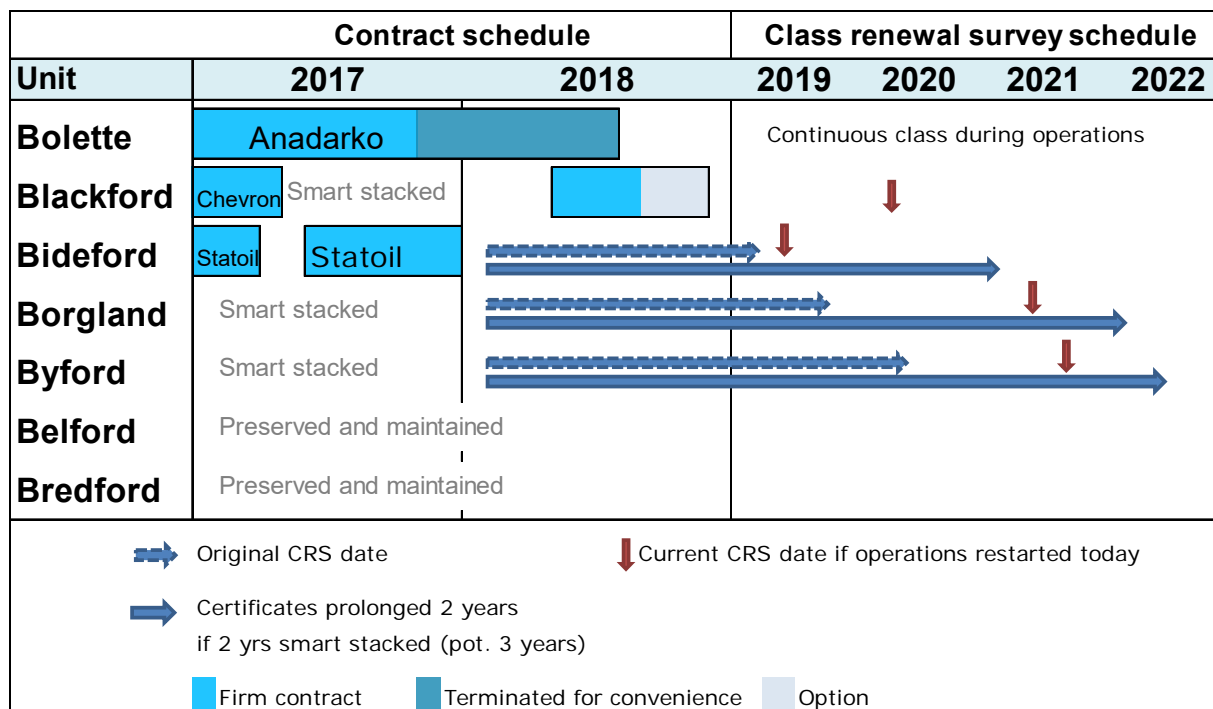 Contract schedule Class renewal survey schedule
Unit 2017 2018 2019 2020 2021 2022
Bolette Anadarko Continuous class during operations
Blackford Chevron Smart stacked
Bideford Statoil Statoil
Borgland Smart stacked
Byford Smart stacked
Belford Preserved and maintained
Bredford Preserved and maintained
Original CRS date Current CRS date if operations restarted today
Certificates prolonged 2 years
if 2 yrs smart stacked (pot. 3 years)
Firm contract Terminated for convenience Option